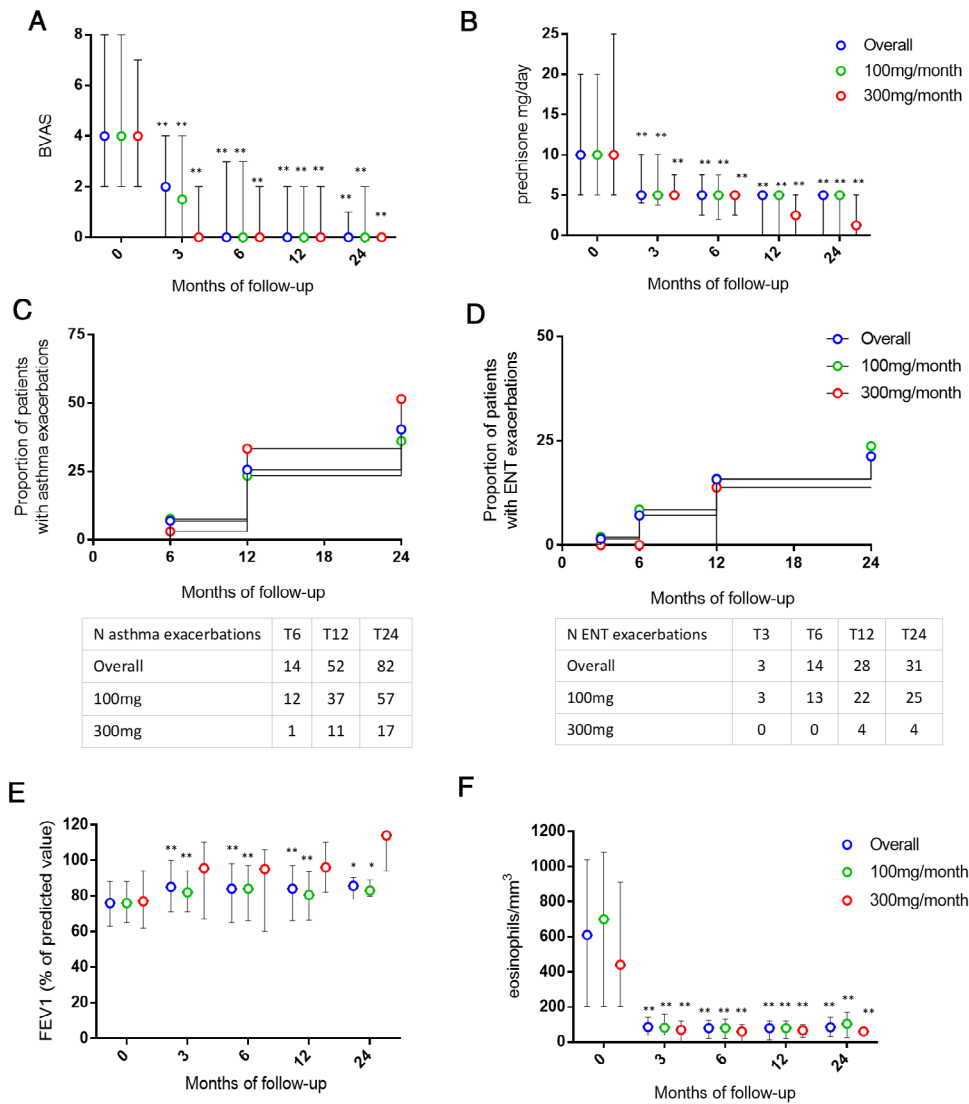 A
BVAS
8
6
4
2
0
** ** **
** ** **
** ** **
** ** **
0 3 6 12 24
Months of follow-up
B
prednisone mg/day
25
20
15
10
5
0
** ** **
** ** **
** ** **
** ** **
0 3 6 12 24
Months of follow-up
Overall
100mg/month
300mg/month
C
Proportion of patients
with asthma exacerbations
75
50
25
0
0 6 12 18 24
Months of follow-up
N asthma exacerbations T6 T12 T24
Overall 14 52 82
100mg 12 37 57
300mg 1 11 17
D
Proportion of patients
with ENT exacerbations
50
25
0
0 6 12 18 24
Months of follow-up
Overall
100mg/month
300mg/month
N ENT exacerbations T3 T6 T12 T24
Overall 3 14 28 31
100mg 3 13 22 25
300mg 0 0 4 4
E
FEV1 (% of predicted value)
120
100
80
60
40
20
0
** **
** **
** **
* *
0 3 6 12 24
Months of follow-up
F
eosinophils/mm³
1200
1000
800
600
400
200
0
** ** **
** ** **
** ** **
** ** **
0 3 6 12 24
Months of follow-up
Overall
100mg/month
300mg/month